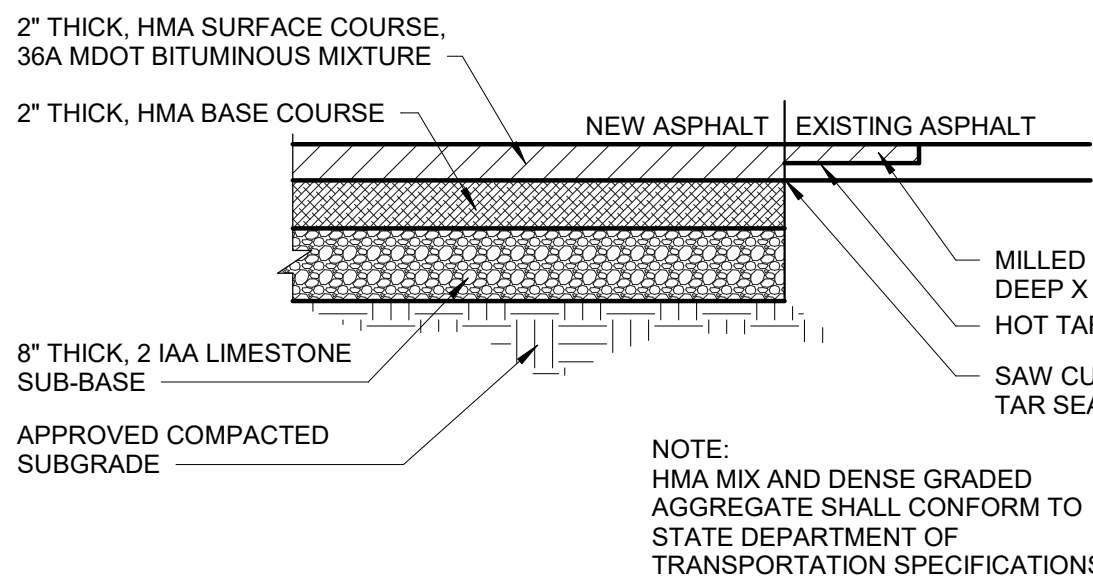 2" THICK, HMA SURFACE COURSE,
36A MDOT BITUMINOUS MIXTURE
2" THICK, HMA BASE COURSE
NEW ASPHALT
EXISTING ASPHALT
MILLED
DEEP X
HOT TAR
SAW CU
TAR SEA
8" THICK, 2 IAA LIMESTONE
SUB-BASE
APPROVED COMPACTED
SUBGRADE
NOTE:
HMA MIX AND DENSE GRADED
AGGREGATE SHALL CONFORM TO
STATE DEPARTMENT OF
TRANSPORTATION SPECIFICATIONS